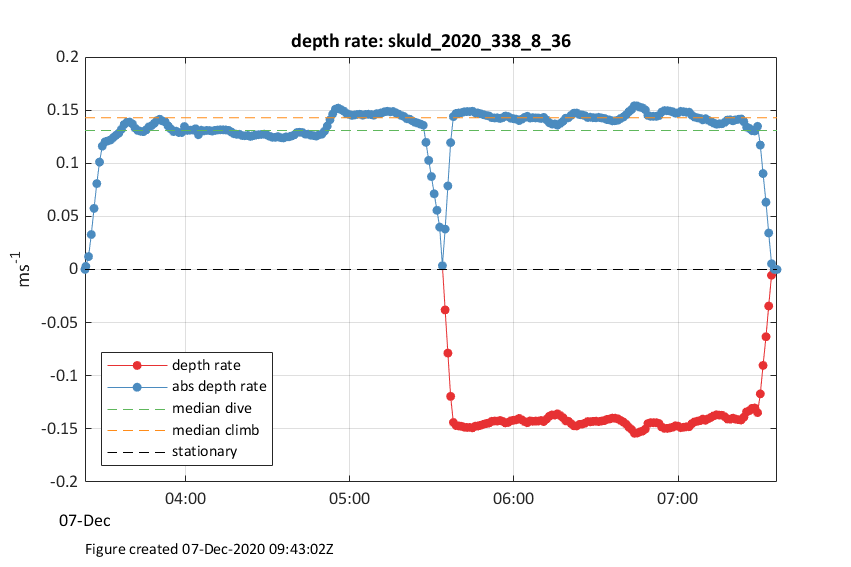 depth rate: skuld_2020_338_8_36
0.2
0.15
0.1
0.05
0
-0.05
-0.1
-0.15
-0.2
ms-1
depth rate
abs depth rate
median dive
median climb
stationary
04:00 05:00 06:00 07:00
07-Dec
Figure created 07-Dec-2020 09:43:02Z